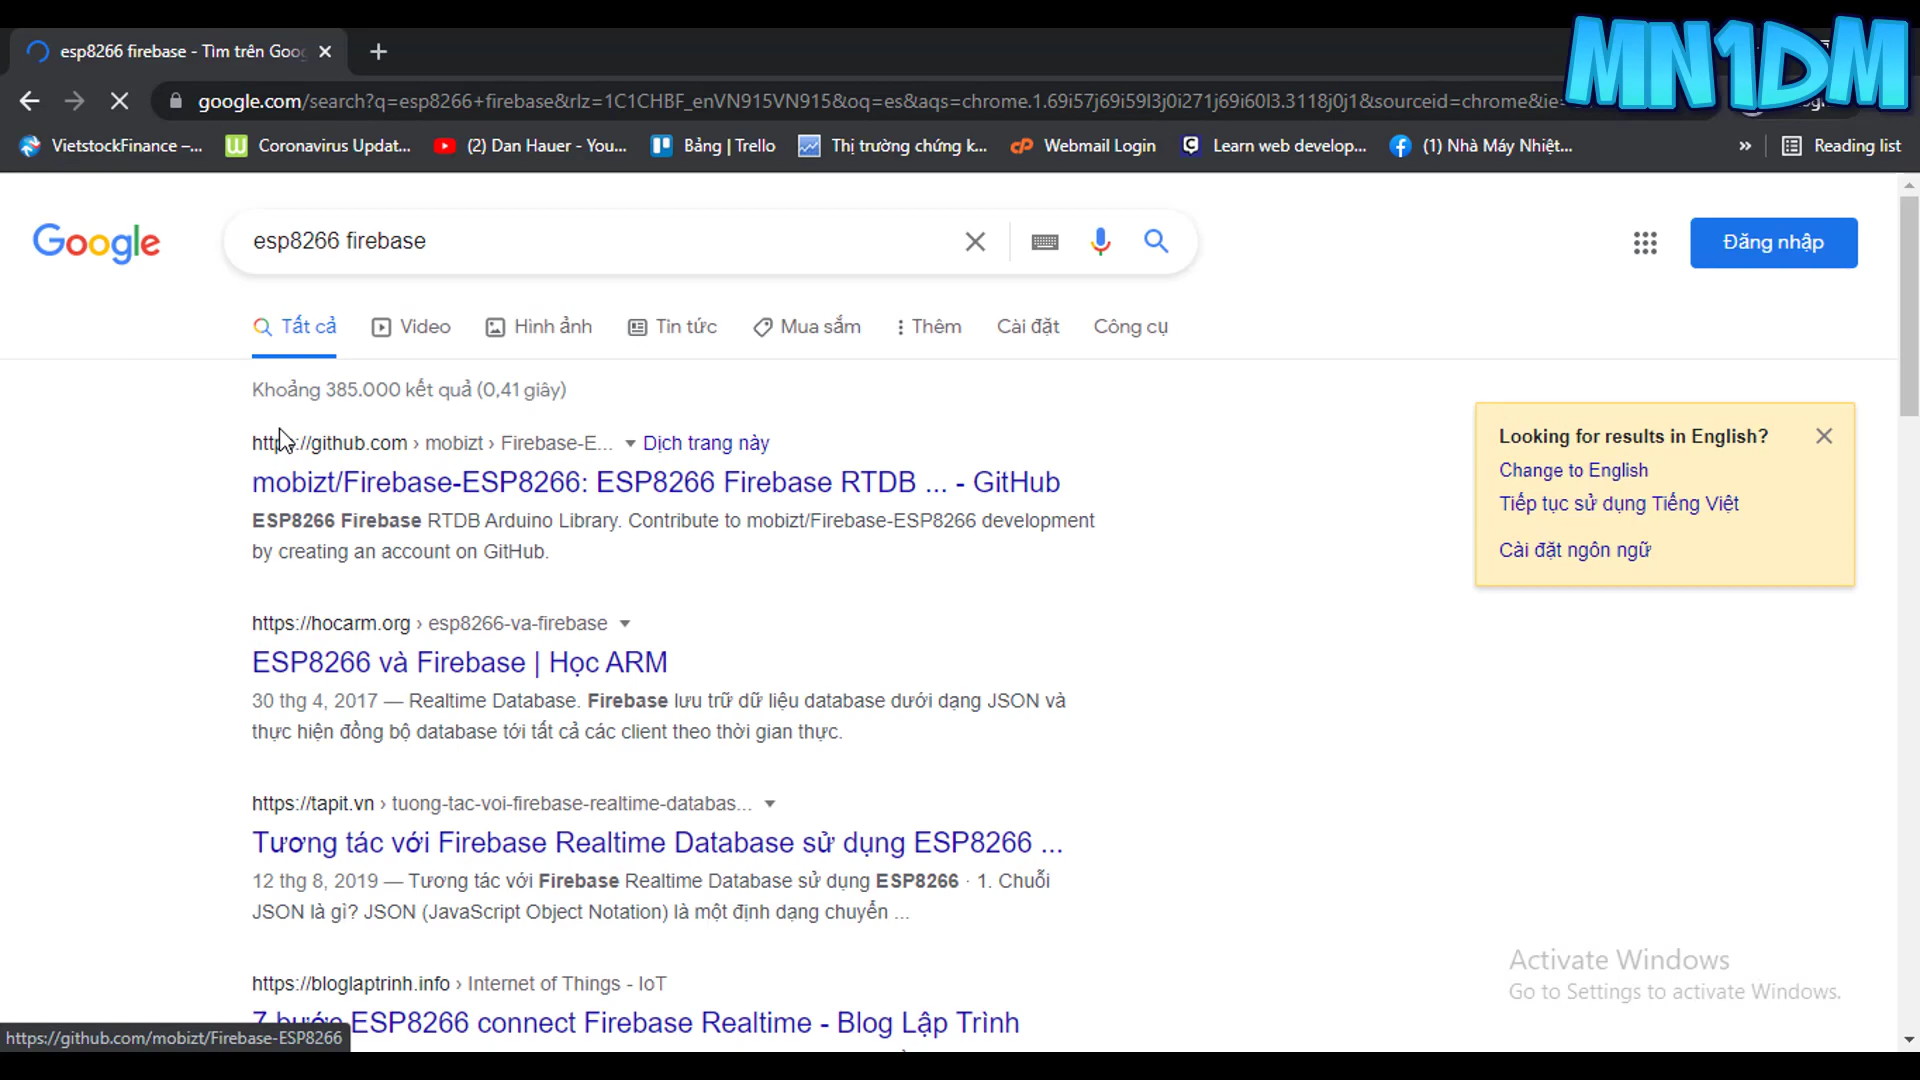 MN1DM
esp8266 firebase - Tìm trên Goo
google.com/search?q=esp8266+firebase&rlz=1C1CHBF_enVN915VN915&oq=es&aqs=chrome.1.69i57j69i59l3j0i271j69i60l3.3118j0j1&sourceid=chrome&ie=
VietstockFinance –... Coronavirus Updat... (2) Dan Hauer - You... Bảng | Trello Thị trường chứng k... Webmail Login Learn web develop... (1) Nhà Máy Nhiệt... » Reading list
Google esp8266 firebase Đăng nhập
Tất cả Video Hình ảnh Tin tức Mua sắm Thêm Cài đặt Công cụ
Khoảng 385.000 kết quả (0,41 giây)
https://github.com › mobizt › Firebase-E... Dịch trang này
mobizt/Firebase-ESP8266: ESP8266 Firebase RTDB ... - GitHub
ESP8266 Firebase RTDB Arduino Library. Contribute to mobizt/Firebase-ESP8266 development
by creating an account on GitHub.
Looking for results in English?
Change to English
Tiếp tục sử dụng Tiếng Việt
Cài đặt ngôn ngữ
https://hocarm.org › esp8266-va-firebase
ESP8266 và Firebase | Học ARM
30 thg 4, 2017 — Realtime Database. Firebase lưu trữ dữ liệu database dưới dạng JSON và
thực hiện đồng bộ database tới tất cả các client theo thời gian thực.
https://tapit.vn › tuong-tac-voi-firebase-realtime-databas...
Tương tác với Firebase Realtime Database sử dụng ESP8266 ...
12 thg 8, 2019 — Tương tác với Firebase Realtime Database sử dụng ESP8266 · 1. Chuỗi
JSON là gì? JSON (JavaScript Object Notation) là một định dạng chuyển ...
https://bloglaptrinh.info › Internet of Things - IoT
7 bước ESP8266 connect Firebase Realtime - Blog Lập Trình
Activate Windows
Go to Settings to activate Windows.
https://github.com/mobizt/Firebase-ESP8266